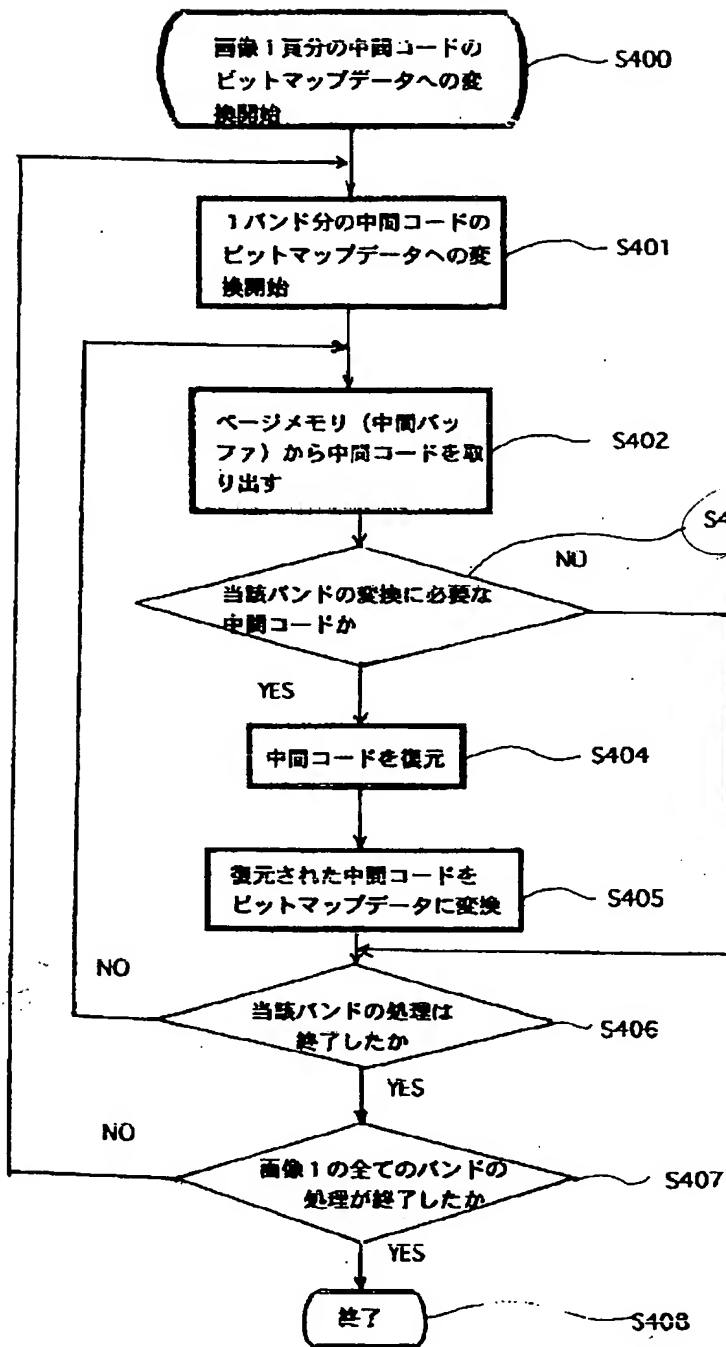 画像1頁分の中間コードの
ビットマップデータへの変
換開始
S400
1バンド分の中間コードの
ビットマップデータへの変
換開始
S401
ページメモリ(中間バッ
ファ)から中間コードを取
り出す
S402
S4
NO
当該バンドの変換に必要な
中間コードか
YES
中間コードを復元
S404
復元された中間コードを
ビットマップデータに変換
S405
NO
当該バンドの処理は
終了したか
S406
YES
NO
画像1の全てのバンドの
処理が終了したか
S407
YES
終了
S408